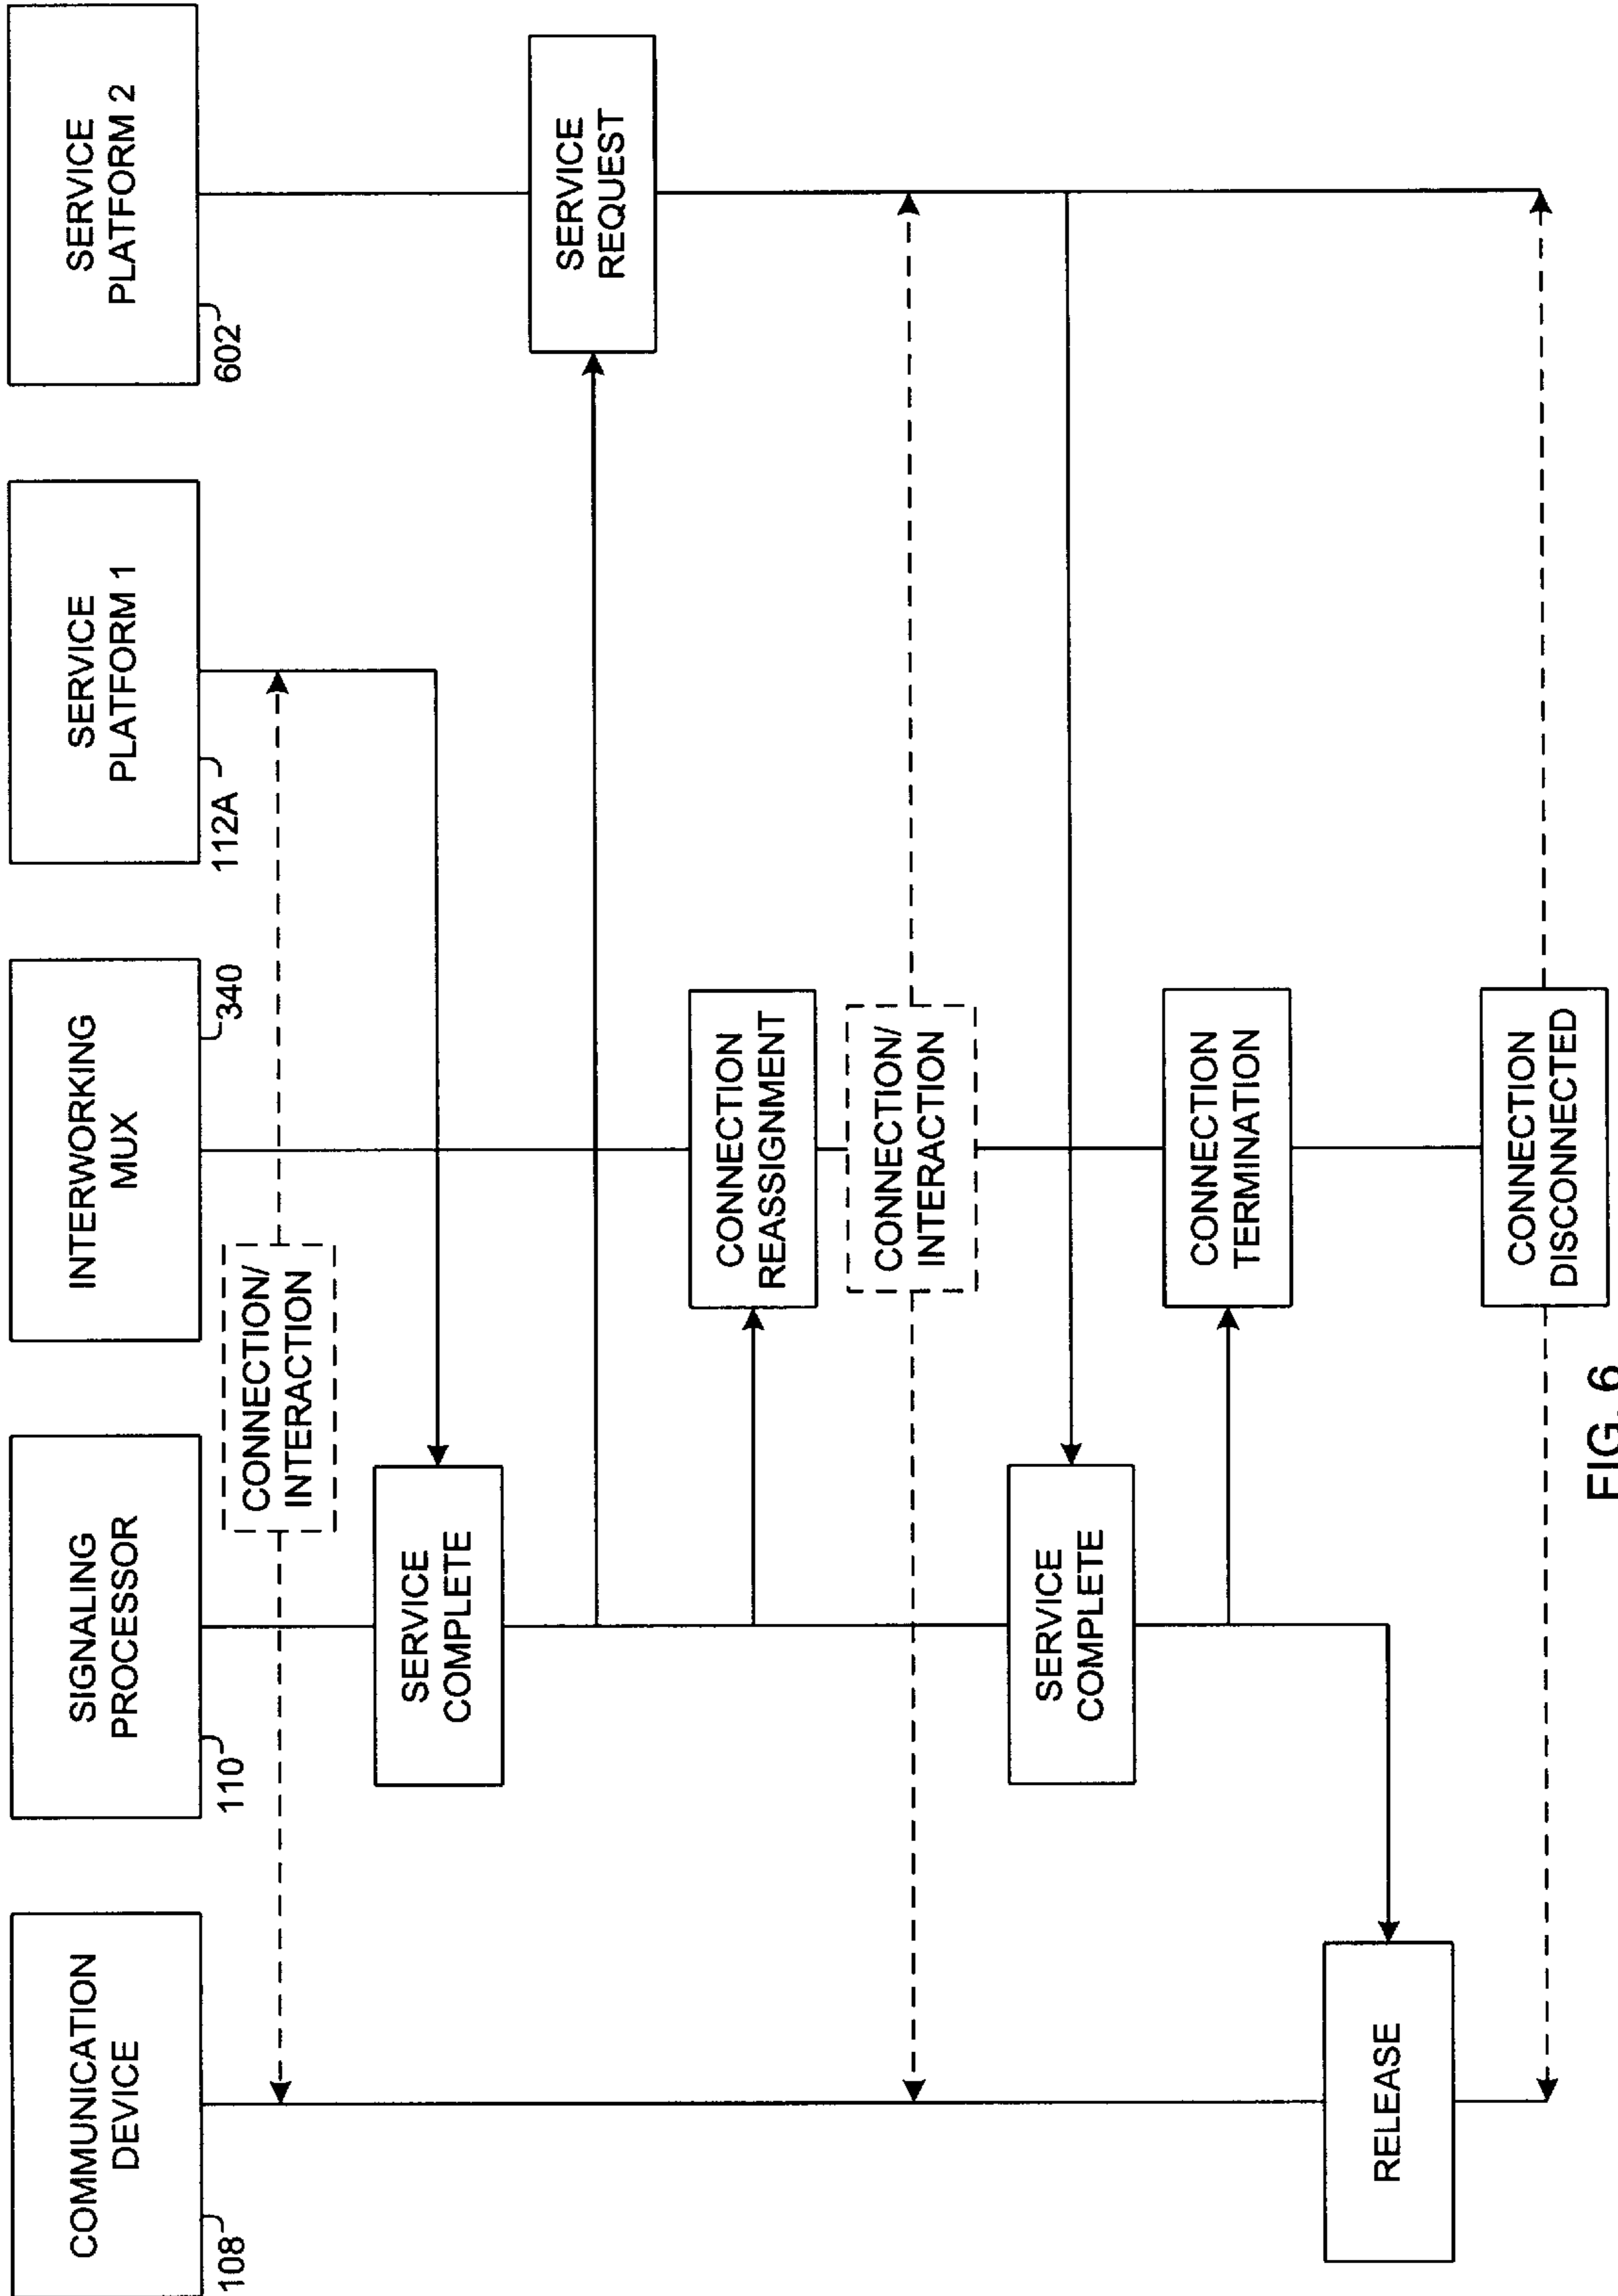 COMMUNICATION
DEVICE
108
SIGNALING
PROCESSOR
110
INTERWORKING
MUX
340
SERVICE
PLATFORM 1
112A
SERVICE
PLATFORM 2
602
CONNECTION/
INTERACTION
SERVICE
COMPLETE
SERVICE
REQUEST
CONNECTION
REASSIGNMENT
CONNECTION/
INTERACTION
SERVICE
COMPLETE
CONNECTION
TERMINATION
RELEASE
CONNECTION
DISCONNECTED
FIG. 6